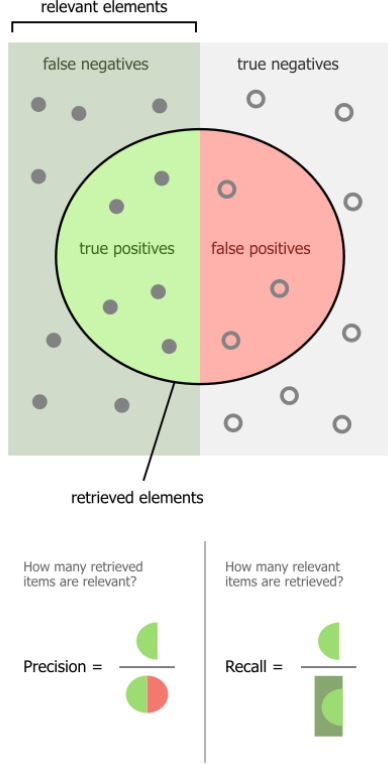 relevant elements
false negatives
true negatives
true positives
false positives
retrieved elements
How many retrieved
items are relevant?
Precision =
How many relevant
items are retrieved?
Recall =